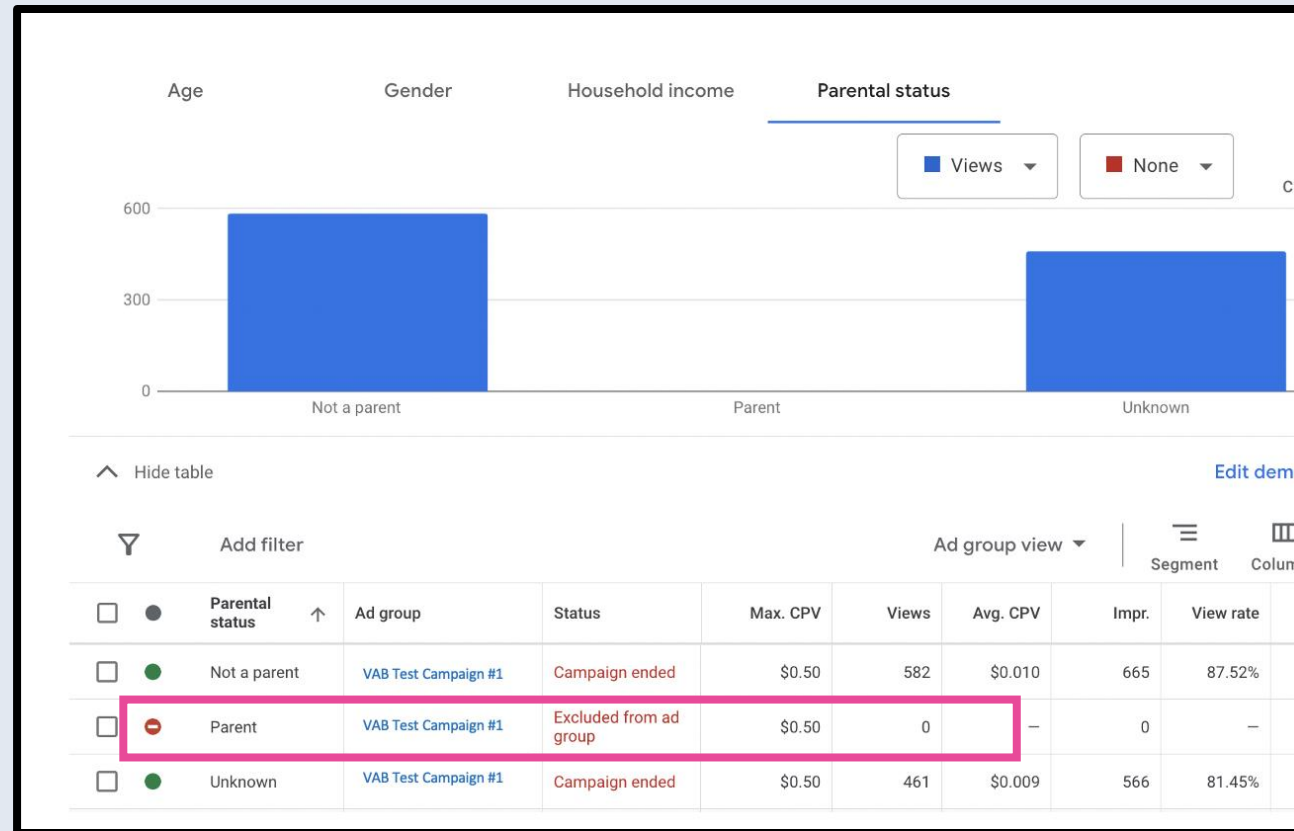 Age Gender Household income Parental status
Views None
C
600
300
0
Not a parent Parent Unknown
Hide table
Edit dem
Add filter Ad group view
Segment Colum
Parental status Ad group Status Max. CPV Views Avg. CPV Impr. View rate
Not a parent VAB Test Campaign #1 Campaign ended $0.50 582 $0.010 665 87.52%
Parent VAB Test Campaign #1 Excluded from ad group $0.50 0 – 0 –
Unknown VAB Test Campaign #1 Campaign ended $0.50 461 $0.009 566 81.45%